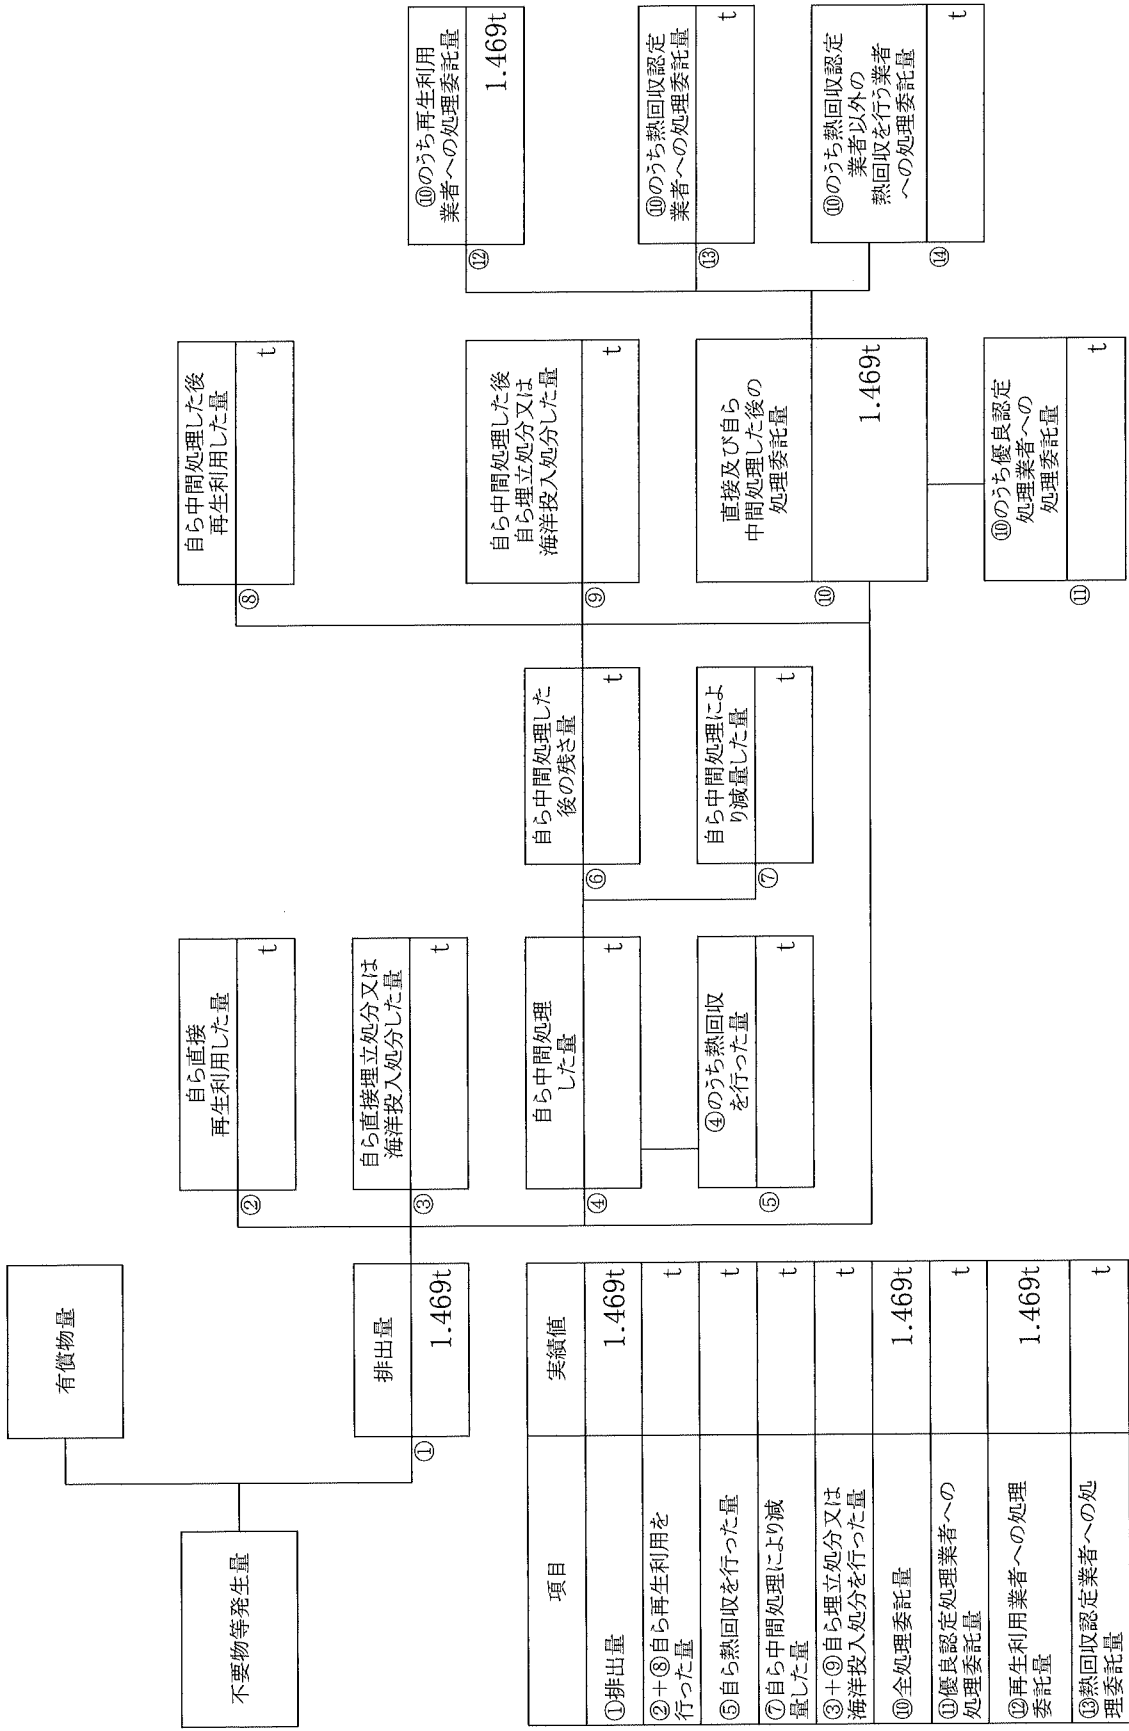 有償物量
不要物等発生量
①
排出量
1.469t
②
自ら直接
再生利用した量
t
③
自ら直接埋立処分又は
海洋投入処分した量
t
④
自ら中間処理
した量
t
⑤
④のうち熱回収
を行った量
t
⑥
自ら中間処理した
後の残さ量
t
⑦
自ら中間処理によ
り減量した量
t
⑧
自ら中間処理した後
再生利用した量
t
⑨
自ら中間処理した後
自ら埋立処分又は
海洋投入処分した量
t
⑩
直接及び自ら
中間処理した後の
処理委託量
1.469t
⑪
⑩のうち優良認定
処理業者への
処理委託量
t
⑫
⑩のうち再生利用
業者への処理委託量
1.469t
⑬
⑩のうち熱回収認定
業者への処理委託量
t
⑭
⑩のうち熱回収認定
業者以外の
熱回収を行う業者
への処理委託量
t
項目 実績値
①排出量 1.469t
②+⑧自ら再生利用を
行った量 t
⑤自ら熱回収を行った量 t
⑦自ら中間処理により減
量した量 t
③+⑨自ら埋立処分又は
海洋投入処分を行った量 t
⑩全処理委託量 1.469t
⑪優良認定処理業者への
処理委託量 t
⑫再生利用業者への処理
委託量 1.469t
⑬熱回収認定業者への処
理委託量 t